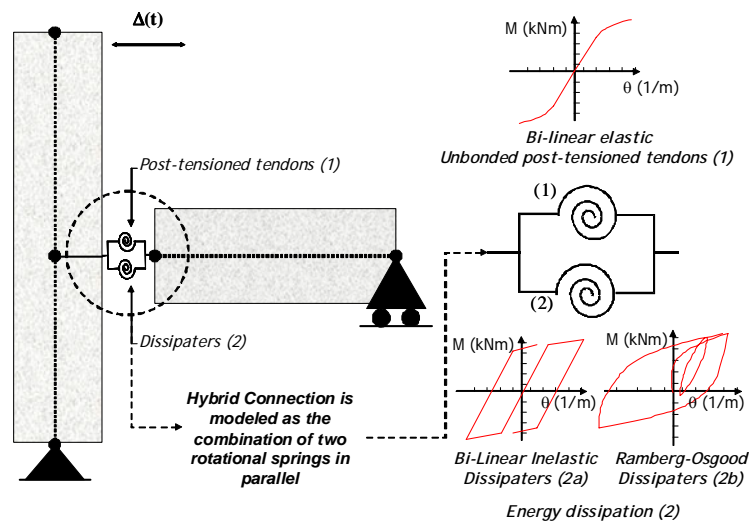 Δ(t)
Post-tensioned tendons (1)
Dissipaters (2)
Hybrid Connection is
modeled as the
combination of two
rotational springs in
parallel
M (kNm)
θ (1/m)
Bi-linear elastic
Unbonded post-tensioned tendons (1)
(1)
(2)
M (kNm)
θ (1/m)
Bi-Linear Inelastic
Dissipaters (2a)
M (kNm)
θ (1/m)
Ramberg-Osgood
Dissipaters (2b)
Energy dissipation (2)